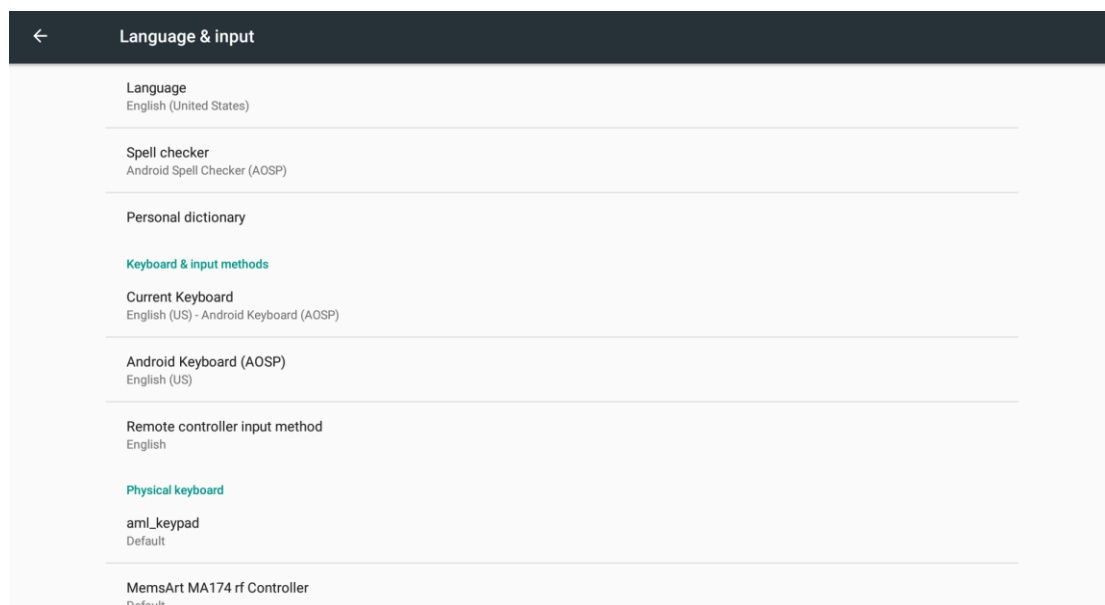 Language & input
Language
English (United States)
Spell checker
Android Spell Checker (AOSP)
Personal dictionary
Keyboard & input methods
Current Keyboard
English (US) - Android Keyboard (AOSP)
Android Keyboard (AOSP)
English (US)
Remote controller input method
English
Physical keyboard
aml_keypad
Default
MemsArt MA174 rf Controller
Default